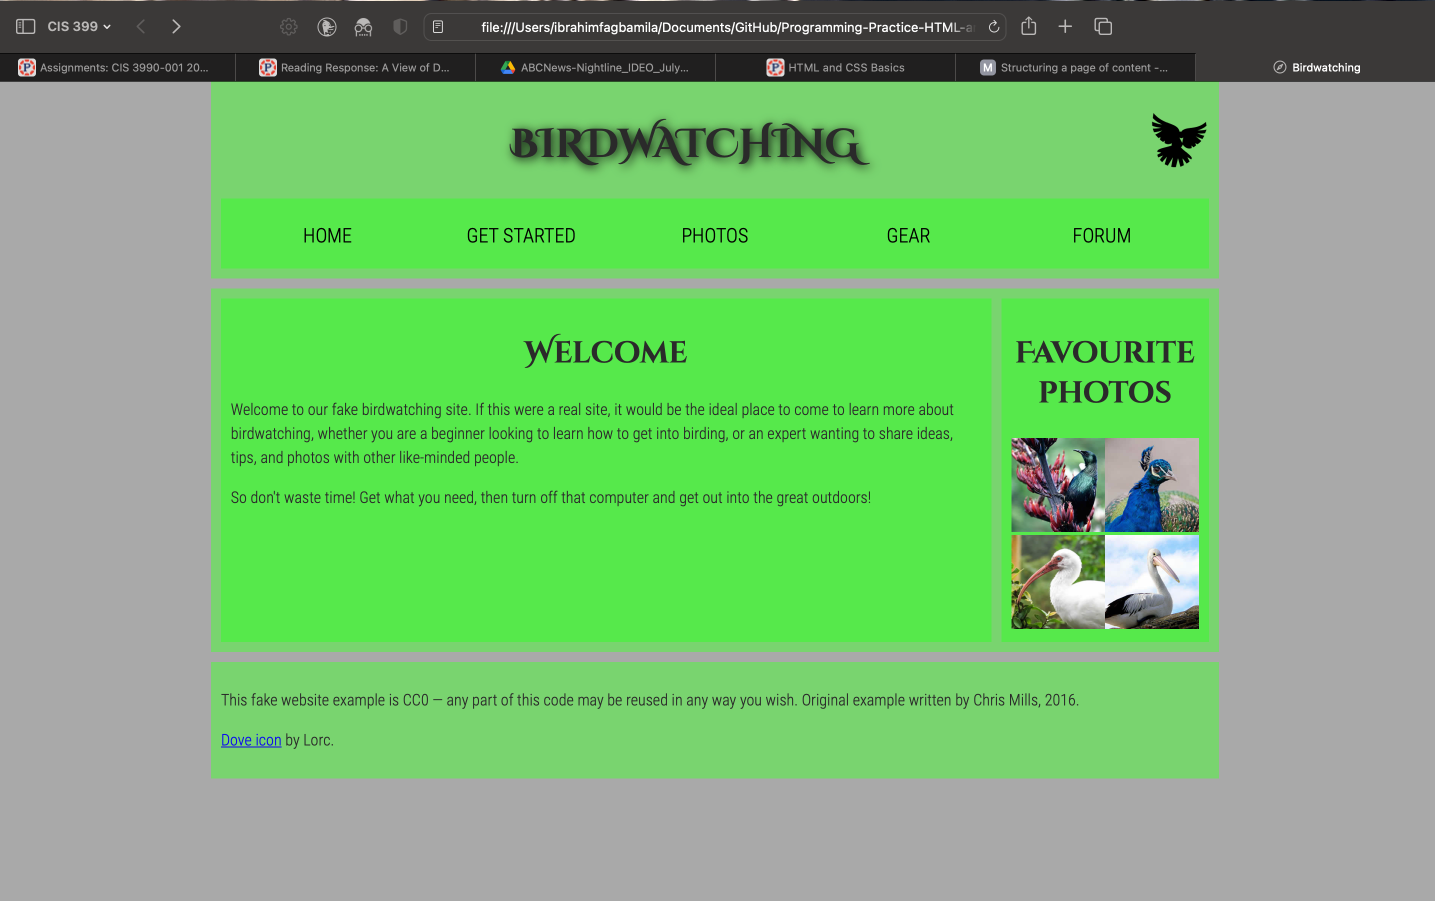 CIS 399
file:///Users/ibrahimfagbamila/Documents/GitHub/Programming-Practice-HTML-a
Assignments: CIS 3990-001 20...
Reading Response: A View of D...
ABCNews-Nightline_IDEO_July...
HTML and CSS Basics
M Structuring a page of content -...
Birdwatching
BIRDWATCHING
HOME
GET STARTED
PHOTOS
GEAR
FORUM
WELCOME
Welcome to our fake birdwatching site. If this were a real site, it would be the ideal place to come to learn more about
birdwatching, whether you are a beginner looking to learn how to get into birding, or an expert wanting to share ideas,
tips, and photos with other like-minded people.
So don't waste time! Get what you need, then turn off that computer and get out into the great outdoors!
FAVOURITE
PHOTOS
This fake website example is CC0 — any part of this code may be reused in any way you wish. Original example written by Chris Mills, 2016.
Dove icon by Lorc.